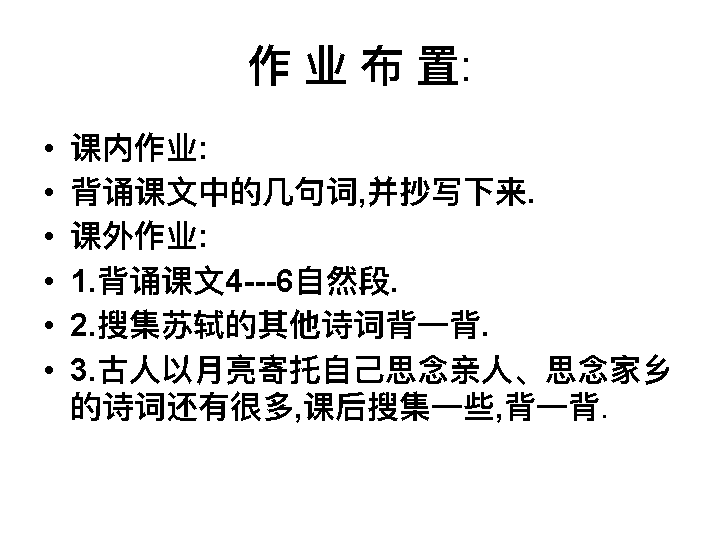 作 业 布 置:
• 课内作业:
• 背诵课文中的几句词,并抄写下来.
• 课外作业:
• 1.背诵课文4---6自然段.
• 2.搜集苏轼的其他诗词背一背.
• 3.古人以月亮寄托自己思念亲人、思念家乡
的诗词还有很多,课后搜集一些,背一背.